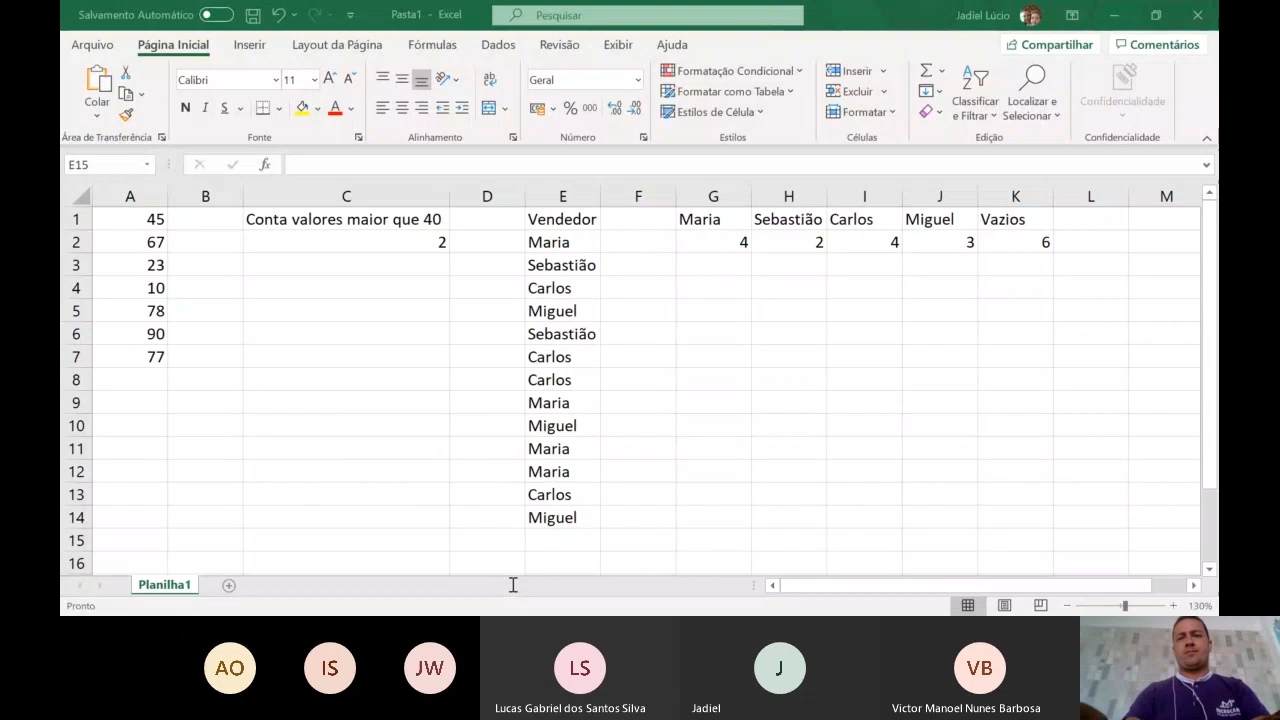 Salvamento Automático
Pasta1 - Excel
Pesquisar
Jadiel Lúcio
Arquivo Página Inicial Inserir Layout da Página Fórmulas Dados Revisão Exibir Ajuda
Compartilhar Comentários
Colar
Calibri 11
N I S
Geral
% 000
Formatação Condicional
Formatar como Tabela
Estilos de Célula
Inserir
Excluir
Formatar
Classificar e Filtrar
Localizar e Selecionar
Confidencialidade
Área de Transferência Fonte Alinhamento Número Estilos Células Edição Confidencialidade
E15 fx
A B C D E F G H I J K L M
1 45 Conta valores maior que 40 Vendedor Maria Sebastião Carlos Miguel Vazios
2 67 2 Maria 4 2 4 3 6
3 23 Sebastião
4 10 Carlos
5 78 Miguel
6 90 Sebastião
7 77 Carlos
8 Carlos
9 Maria
10 Miguel
11 Maria
12 Maria
13 Carlos
14 Miguel
15
16
Planilha1
Pronto
130%
AO IS JW LS J VB
Lucas Gabriel dos Santos Silva Jadiel Victor Manoel Nunes Barbosa